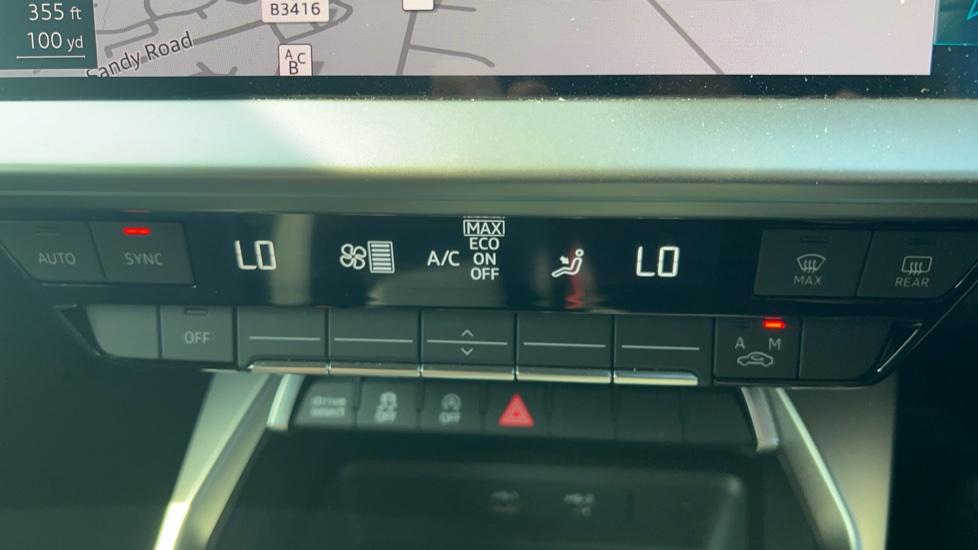 355 ft
100 yd
B3416
A
B C
Sandy Road
AUTO
SYNC
LO
A/C
MAX
ECO
ON
OFF
LO
MAX
REAR
OFF
A M
drive
select
OFF
OFF